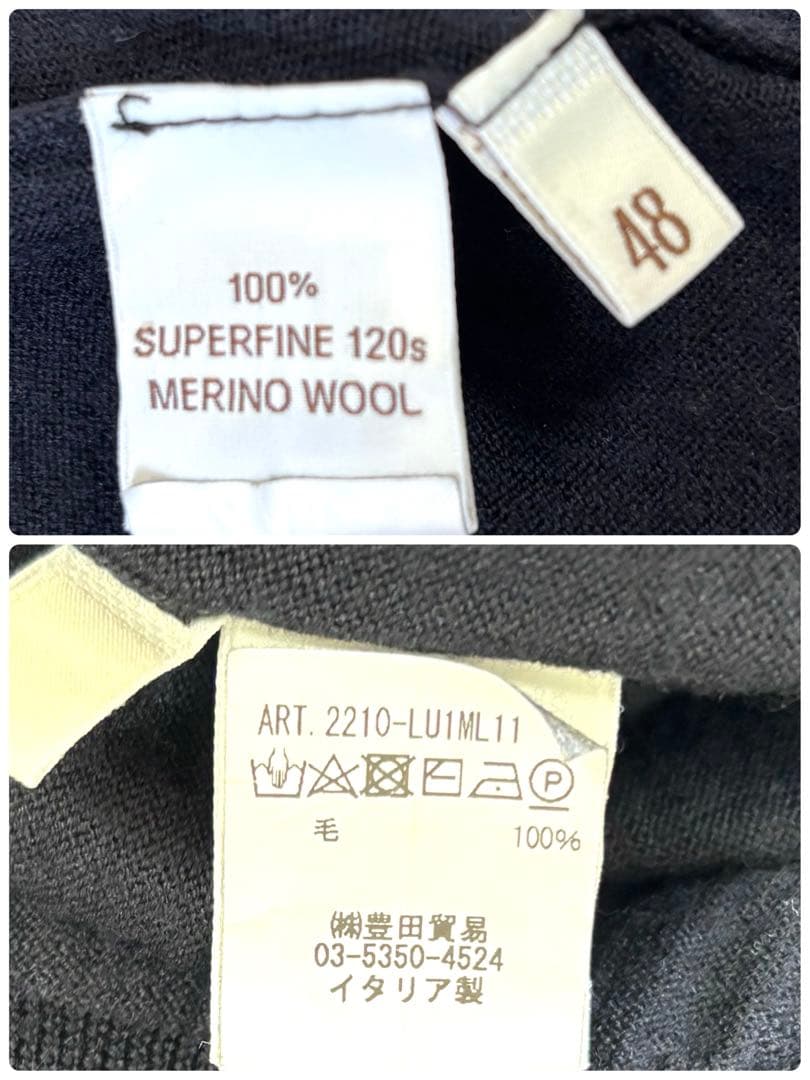 100%
SUPERFINE 120s
MERINO WOOL
48
ART. 2210-LU1ML11
P
毛 100%
㈱豊田貿易
03-5350-4524
イタリア製